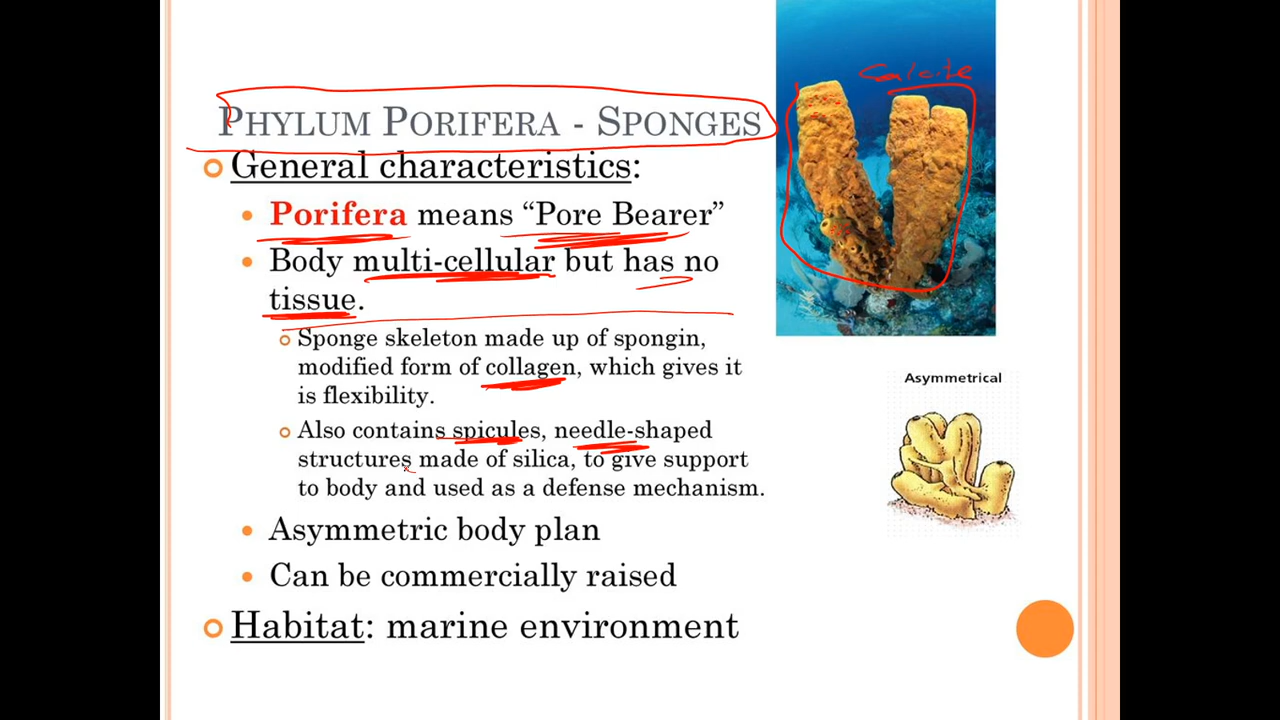 Calcite
PHYLUM PORIFERA - SPONGES
General characteristics:
Porifera means “Pore Bearer”
Body multi-cellular but has no
tissue.
Sponge skeleton made up of spongin,
modified form of collagen, which gives it
is flexibility.
Also contains spicules, needle-shaped
structures made of silica, to give support
to body and used as a defense mechanism.
Asymmetric body plan
Can be commercially raised
Habitat: marine environment
Asymmetrical